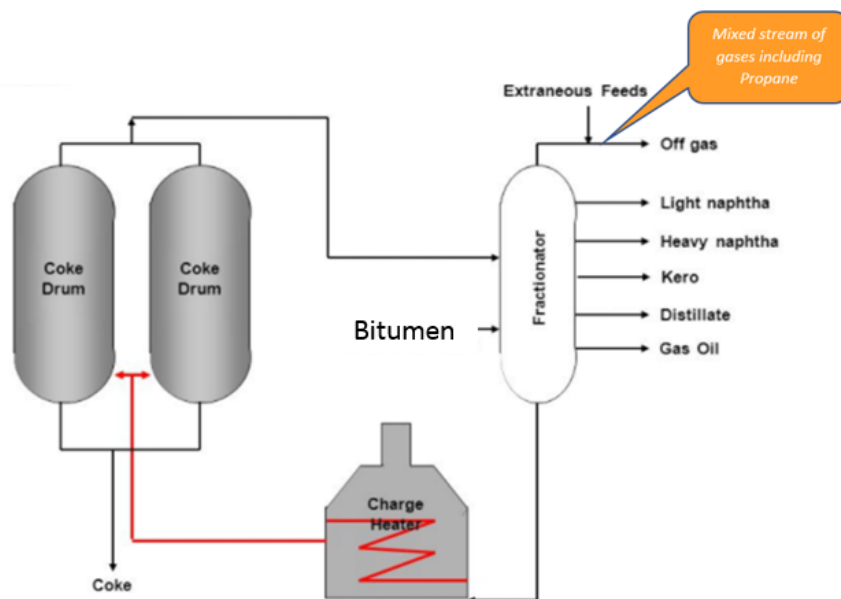 Mixed stream of
gases including
Propane
Extraneous Feeds
Off gas
Light naphtha
Heavy naphtha
Kero
Distillate
Gas Oil
Fractionator
Bitumen
Coke
Drum
Coke
Drum
Charge
Heater
Coke